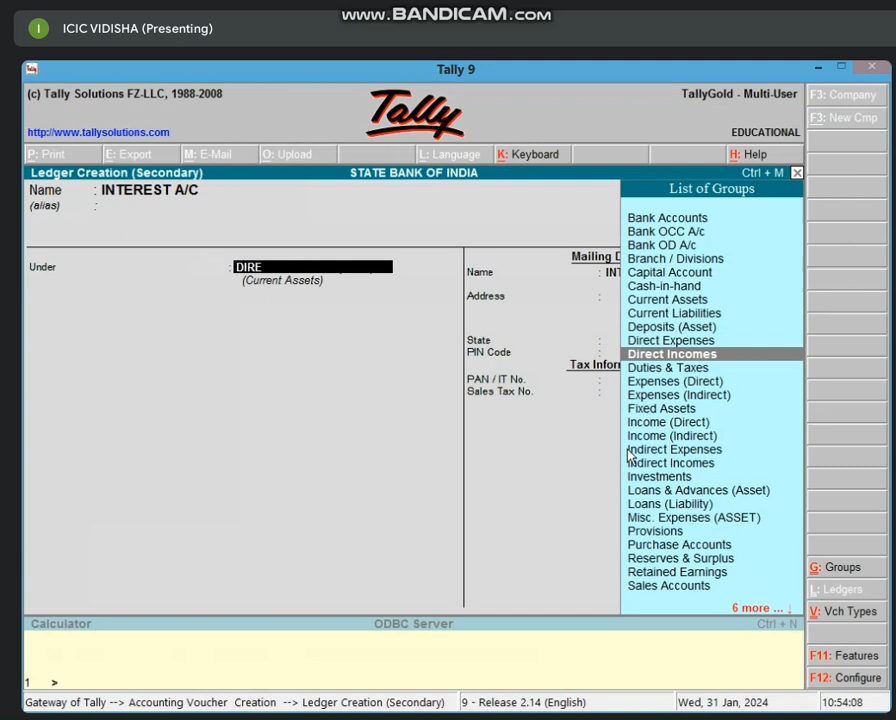 www.BANDICAM.com
I ICIC VIDISHA (Presenting)
Tally 9
(c) Tally Solutions FZ-LLC, 1988-2008
Tally
TallyGold - Multi-User
http://www.tallysolutions.com
EDUCATIONAL
P: Print E: Export M: E-Mail O: Upload L: Language K: Keyboard H: Help
Ledger Creation (Secondary) STATE BANK OF INDIA Ctrl + M
Name : INTEREST A/C
(alias) :
Under : DIRE
(Current Assets)
Mailing D
Name : INT
Address :
State :
PIN Code :
Tax Infor
PAN / IT No. :
Sales Tax No. :
List of Groups
Bank Accounts
Bank OCC A/c
Bank OD A/c
Branch / Divisions
Capital Account
Cash-in-hand
Current Assets
Current Liabilities
Deposits (Asset)
Direct Expenses
Direct Incomes
Duties & Taxes
Expenses (Direct)
Expenses (Indirect)
Fixed Assets
Income (Direct)
Income (Indirect)
Indirect Expenses
Indirect Incomes
Investments
Loans & Advances (Asset)
Loans (Liability)
Misc. Expenses (ASSET)
Provisions
Purchase Accounts
Reserves & Surplus
Retained Earnings
Sales Accounts
6 more ... ↓
F3: Company
F3: New Cmp
G: Groups
L: Ledgers
V: Vch Types
F11: Features
F12: Configure
Calculator ODBC Server Ctrl + N
1 >
Gateway of Tally --> Accounting Voucher Creation --> Ledger Creation (Secondary) 9 - Release 2.14 (English) Wed, 31 Jan, 2024 10:54:08